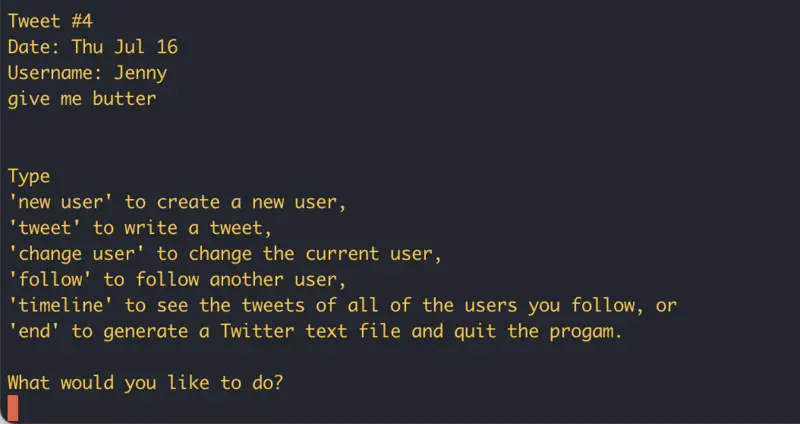 Tweet #4
Date: Thu Jul 16
Username: Jenny
give me butter
Type
'new user' to create a new user,
'tweet' to write a tweet,
'change user' to change the current user,
'follow' to follow another user,
'timeline' to see the tweets of all of the users you follow, or
'end' to generate a Twitter text file and quit the progam.
What would you like to do?